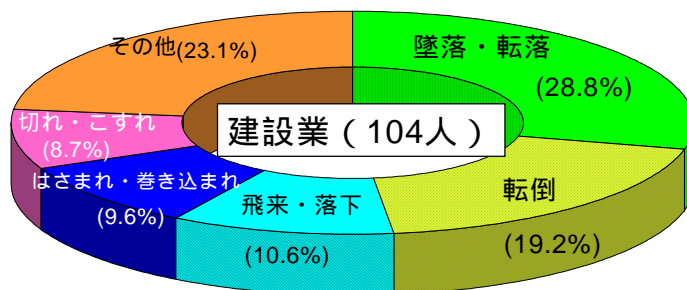 その他(23.1%)
墜落・転落
(28.8%)
切れ・こすれ
(8.7%)
建設業（104人）
はさまれ・巻き込まれ
(9.6%)
飛来・落下
(10.6%)
転倒
(19.2%)